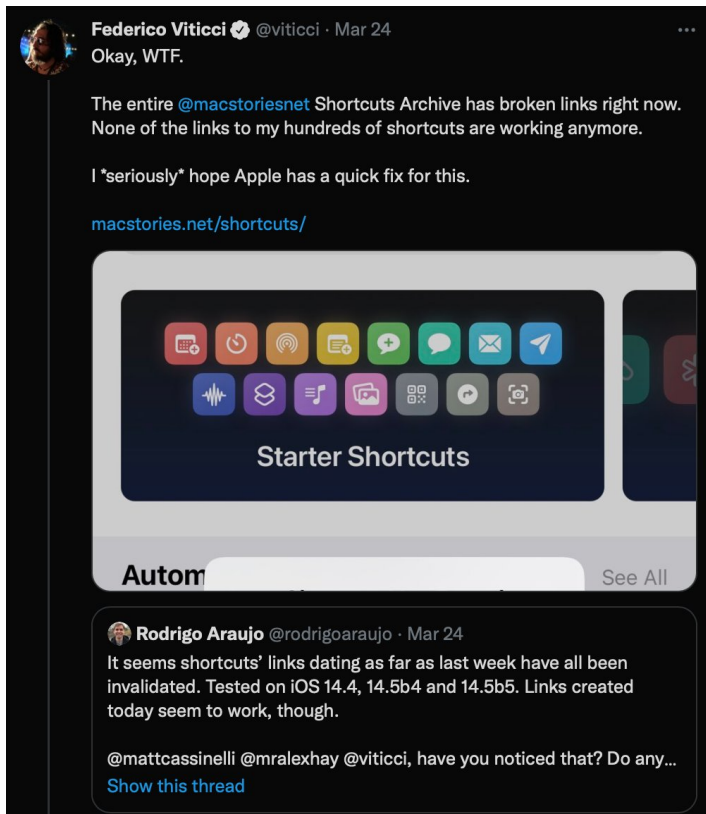 Federico Viticci @viticci · Mar 24
Okay, WTF.
The entire @macstoriesnet Shortcuts Archive has broken links right now.
None of the links to my hundreds of shortcuts are working anymore.
I *seriously* hope Apple has a quick fix for this.
macstories.net/shortcuts/
Starter Shortcuts
Autom
See All
Rodrigo Araujo @rodrigoaraujo · Mar 24
It seems shortcuts’ links dating as far as last week have all been
invalidated. Tested on iOS 14.4, 14.5b4 and 14.5b5. Links created
today seem to work, though.
@mattcassinelli @mralexhay @viticci, have you noticed that? Do any...
Show this thread